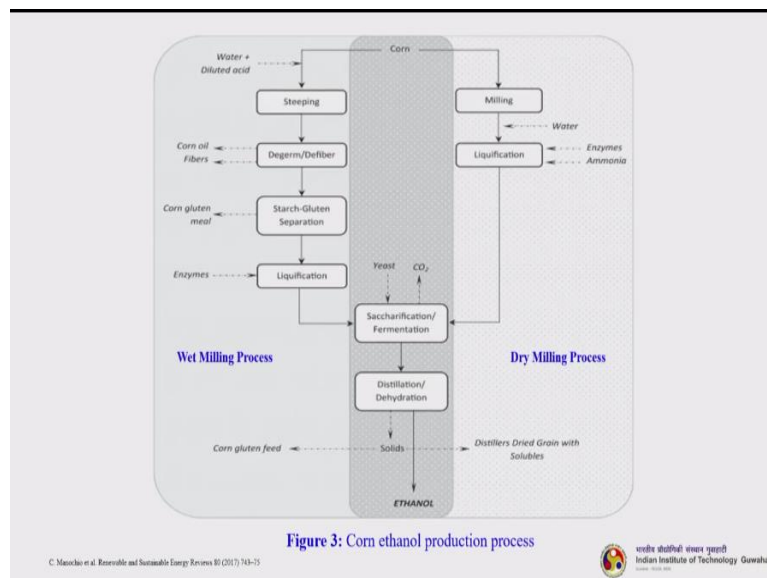 Corn
Water +
Diluted acid
Steeping
Milling
Water
Corn oil
Fibers
Degerm/Defiber
Liquification
Enzymes
Ammonia
Corn gluten
meal
Starch-Gluten
Separation
Enzymes
Liquification
Yeast
CO2
Saccharification/
Fermentation
Wet Milling Process
Dry Milling Process
Distillation/
Dehydration
Corn gluten feed
Solids
Distillers Dried Grain with
Solubles
ETHANOL
Figure 3: Corn ethanol production process
C. Manochio et al. Renewable and Sustainable Energy Reviews 80 (2017) 743–75
भारतीय प्रौद्योगिकी संस्थान गुवाहाटी
Indian Institute of Technology Guwaha